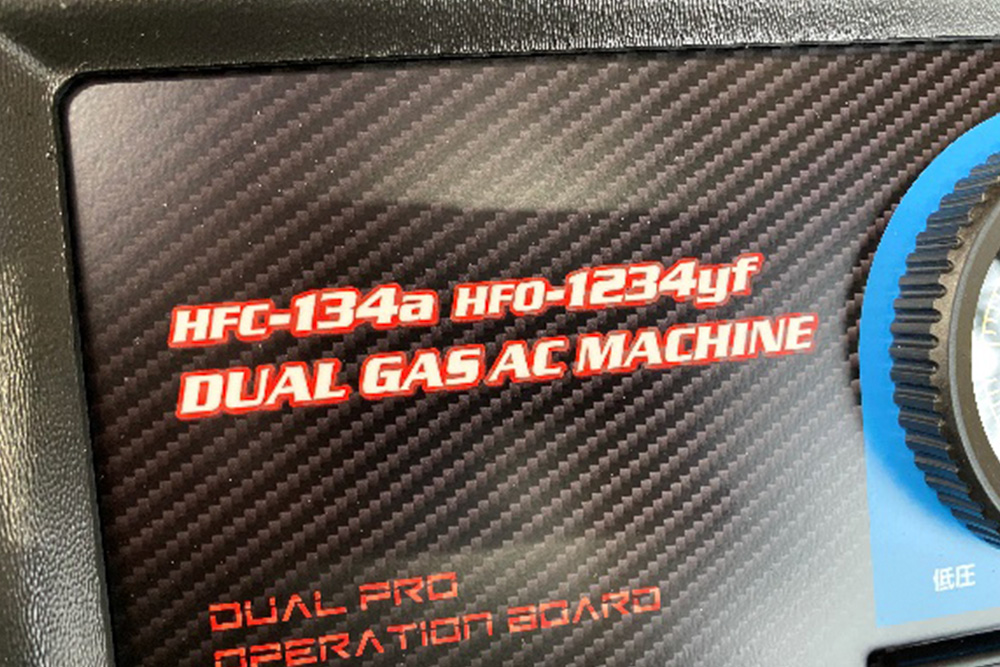 HFC-134a HFO-1234yf
DUAL GAS AC MACHINE
低圧
DUAL PRO
OPERATION BOARD